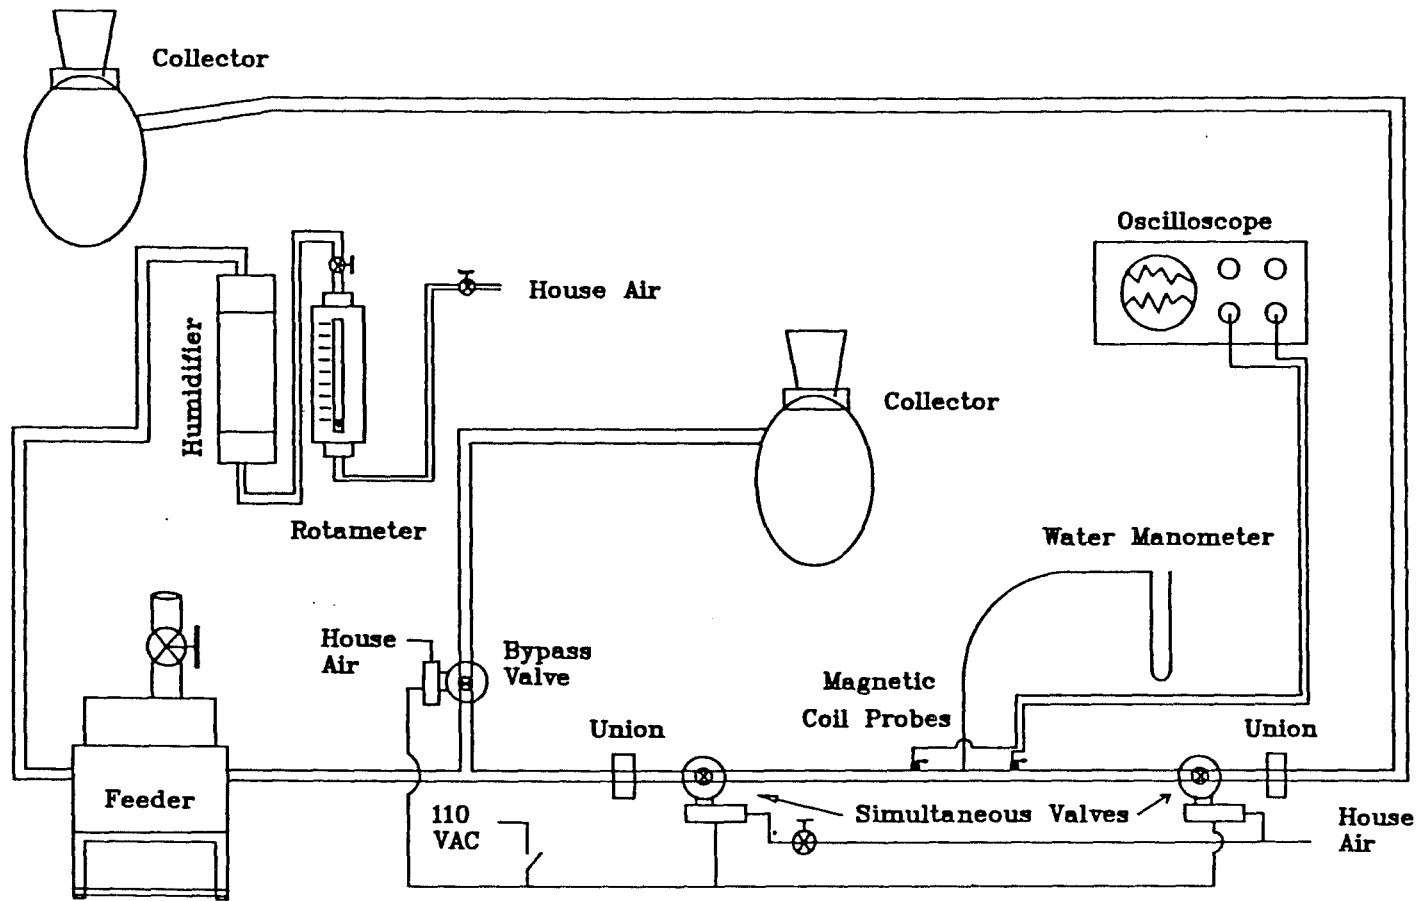 Collector
Oscilloscope
House Air
Humidifier
Collector
Rotameter
Water Manometer
House
Air
Bypass
Valve
Magnetic
Coil Probes
Union
Union
Feeder
110
VAC
Simultaneous Valves
House
Air